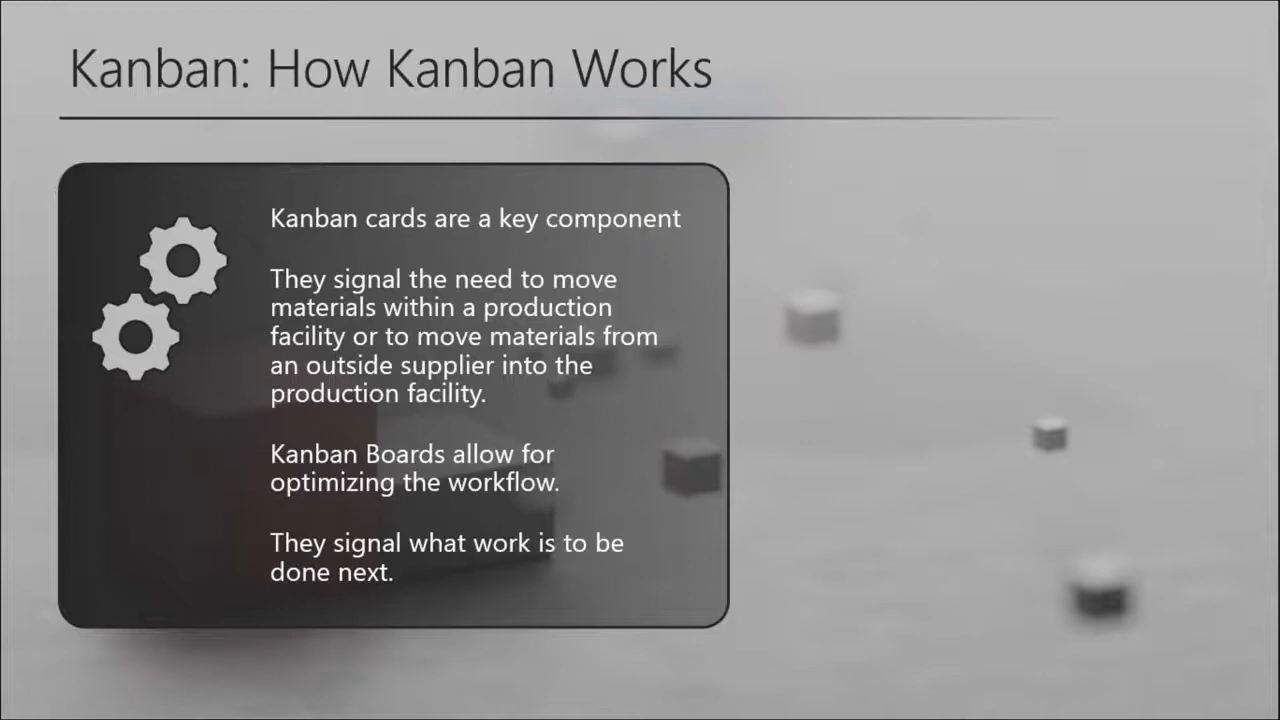 Kanban: How Kanban Works
Kanban cards are a key component
They signal the need to move
materials within a production
facility or to move materials from
an outside supplier into the
production facility.
Kanban Boards allow for
optimizing the workflow.
They signal what work is to be
done next.